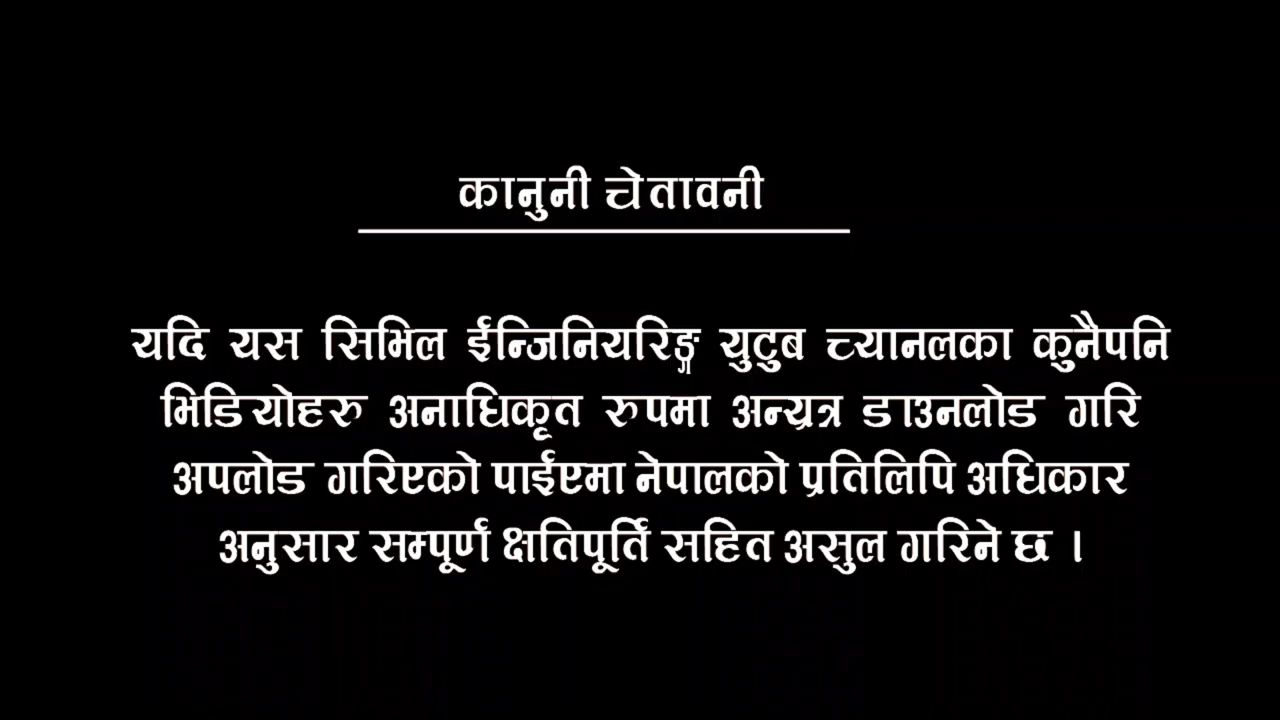 कानुनी चेतावनी
यदि यस सिभिल ईन्जिनियरिङ्ग युटुब च्यानलका कुनैपनि
भिडियोहरु अनाधिकृत रुपमा अन्यत्र डाउनलोड गरि
अपलोड गरिएको पाईएमा नेपालको प्रतिलिपि अधिकार
अनुसार सम्पूर्ण क्षतिपूर्ति सहित असुल गरिने छ ।